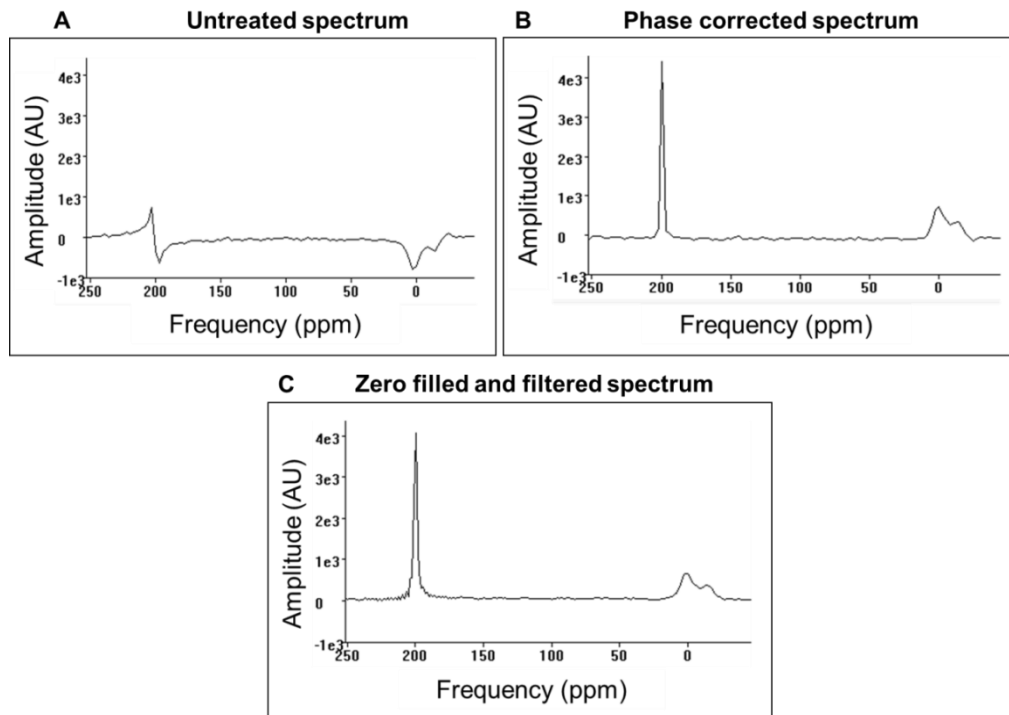 A Untreated spectrum
B Phase corrected spectrum
4e3
3e3
2e3
1e3
0
-1e3
250 200 150 100 50 0
Amplitude (AU)
Frequency (ppm)
4e3
3e3
2e3
1e3
0
-1e3
250 200 150 100 50 0
Amplitude (AU)
Frequency (ppm)
C Zero filled and filtered spectrum
4e3
3e3
2e3
1e3
0
-1e3
250 200 150 100 50 0
Amplitude (AU)
Frequency (ppm)